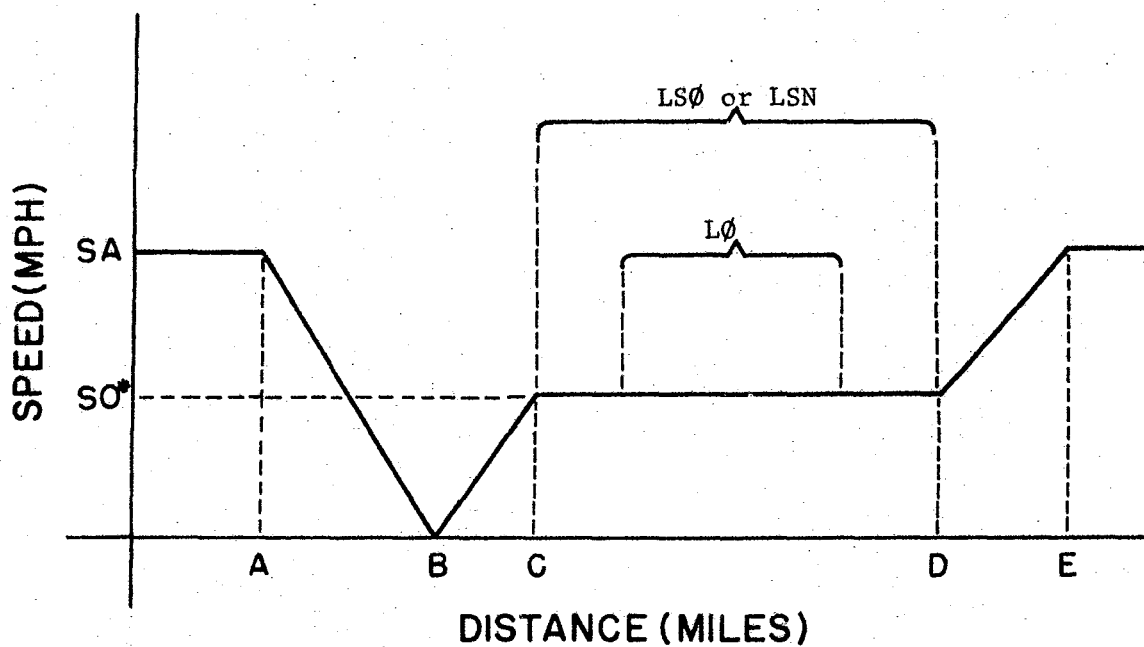 LSØ or LSN
LØ
SPEED(MPH)
SA
SO*
A B C D E
DISTANCE (MILES)